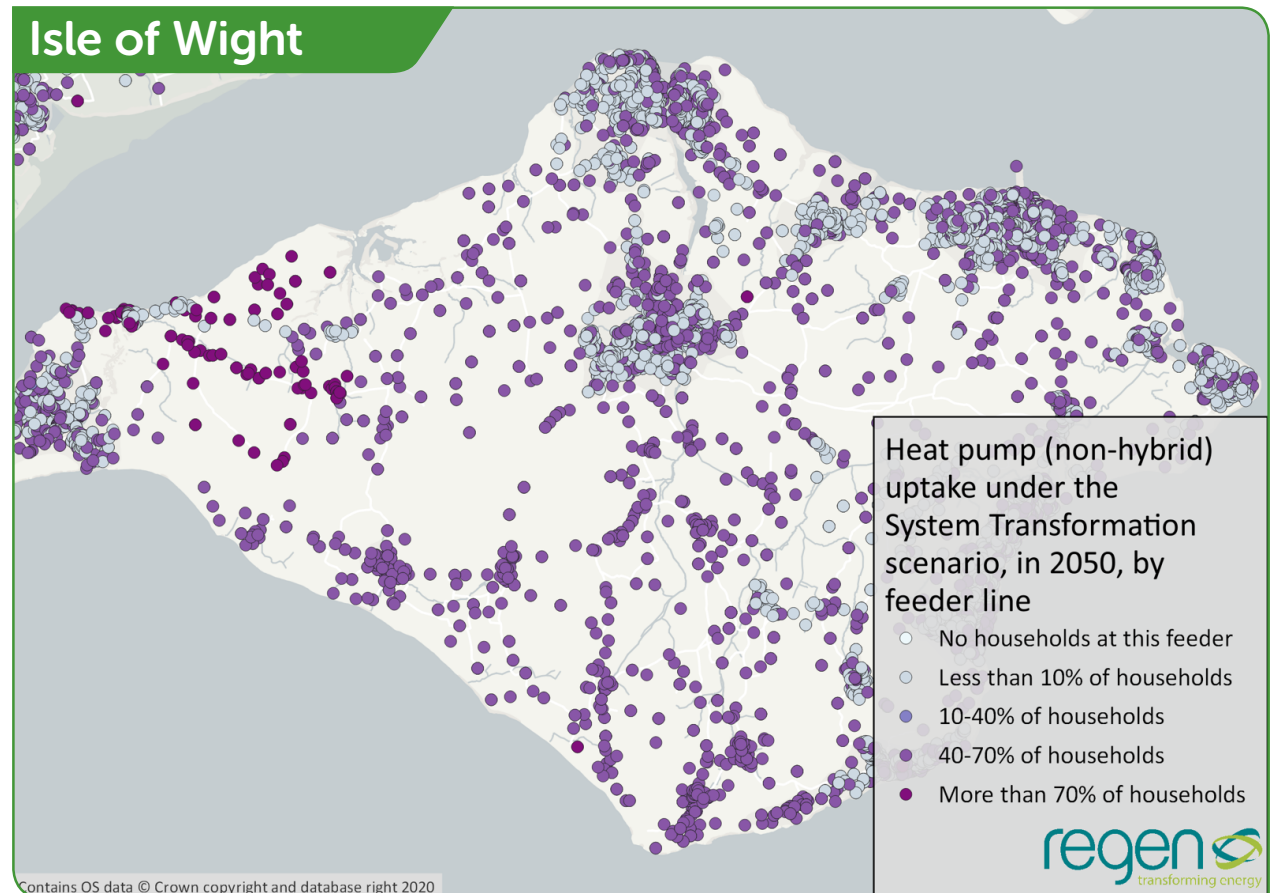 Isle of Wight
Heat pump (non-hybrid)
uptake under the
System Transformation
scenario, in 2050, by
feeder line
No households at this feeder
Less than 10% of households
10-40% of households
40-70% of households
More than 70% of households
regen
transforming energy
Contains OS data © Crown copyright and database right 2020